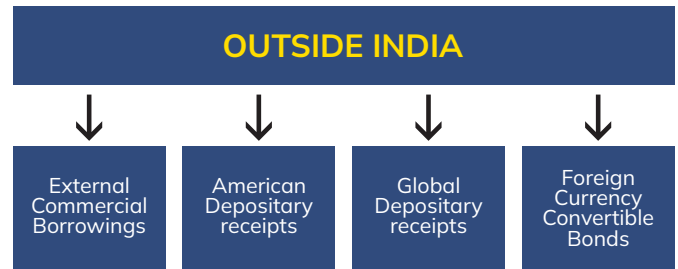 OUTSIDE INDIA
External
Commercial
Borrowings
American
Depositary
receipts
Global
Depositary
receipts
Foreign
Currency
Convertible
Bonds